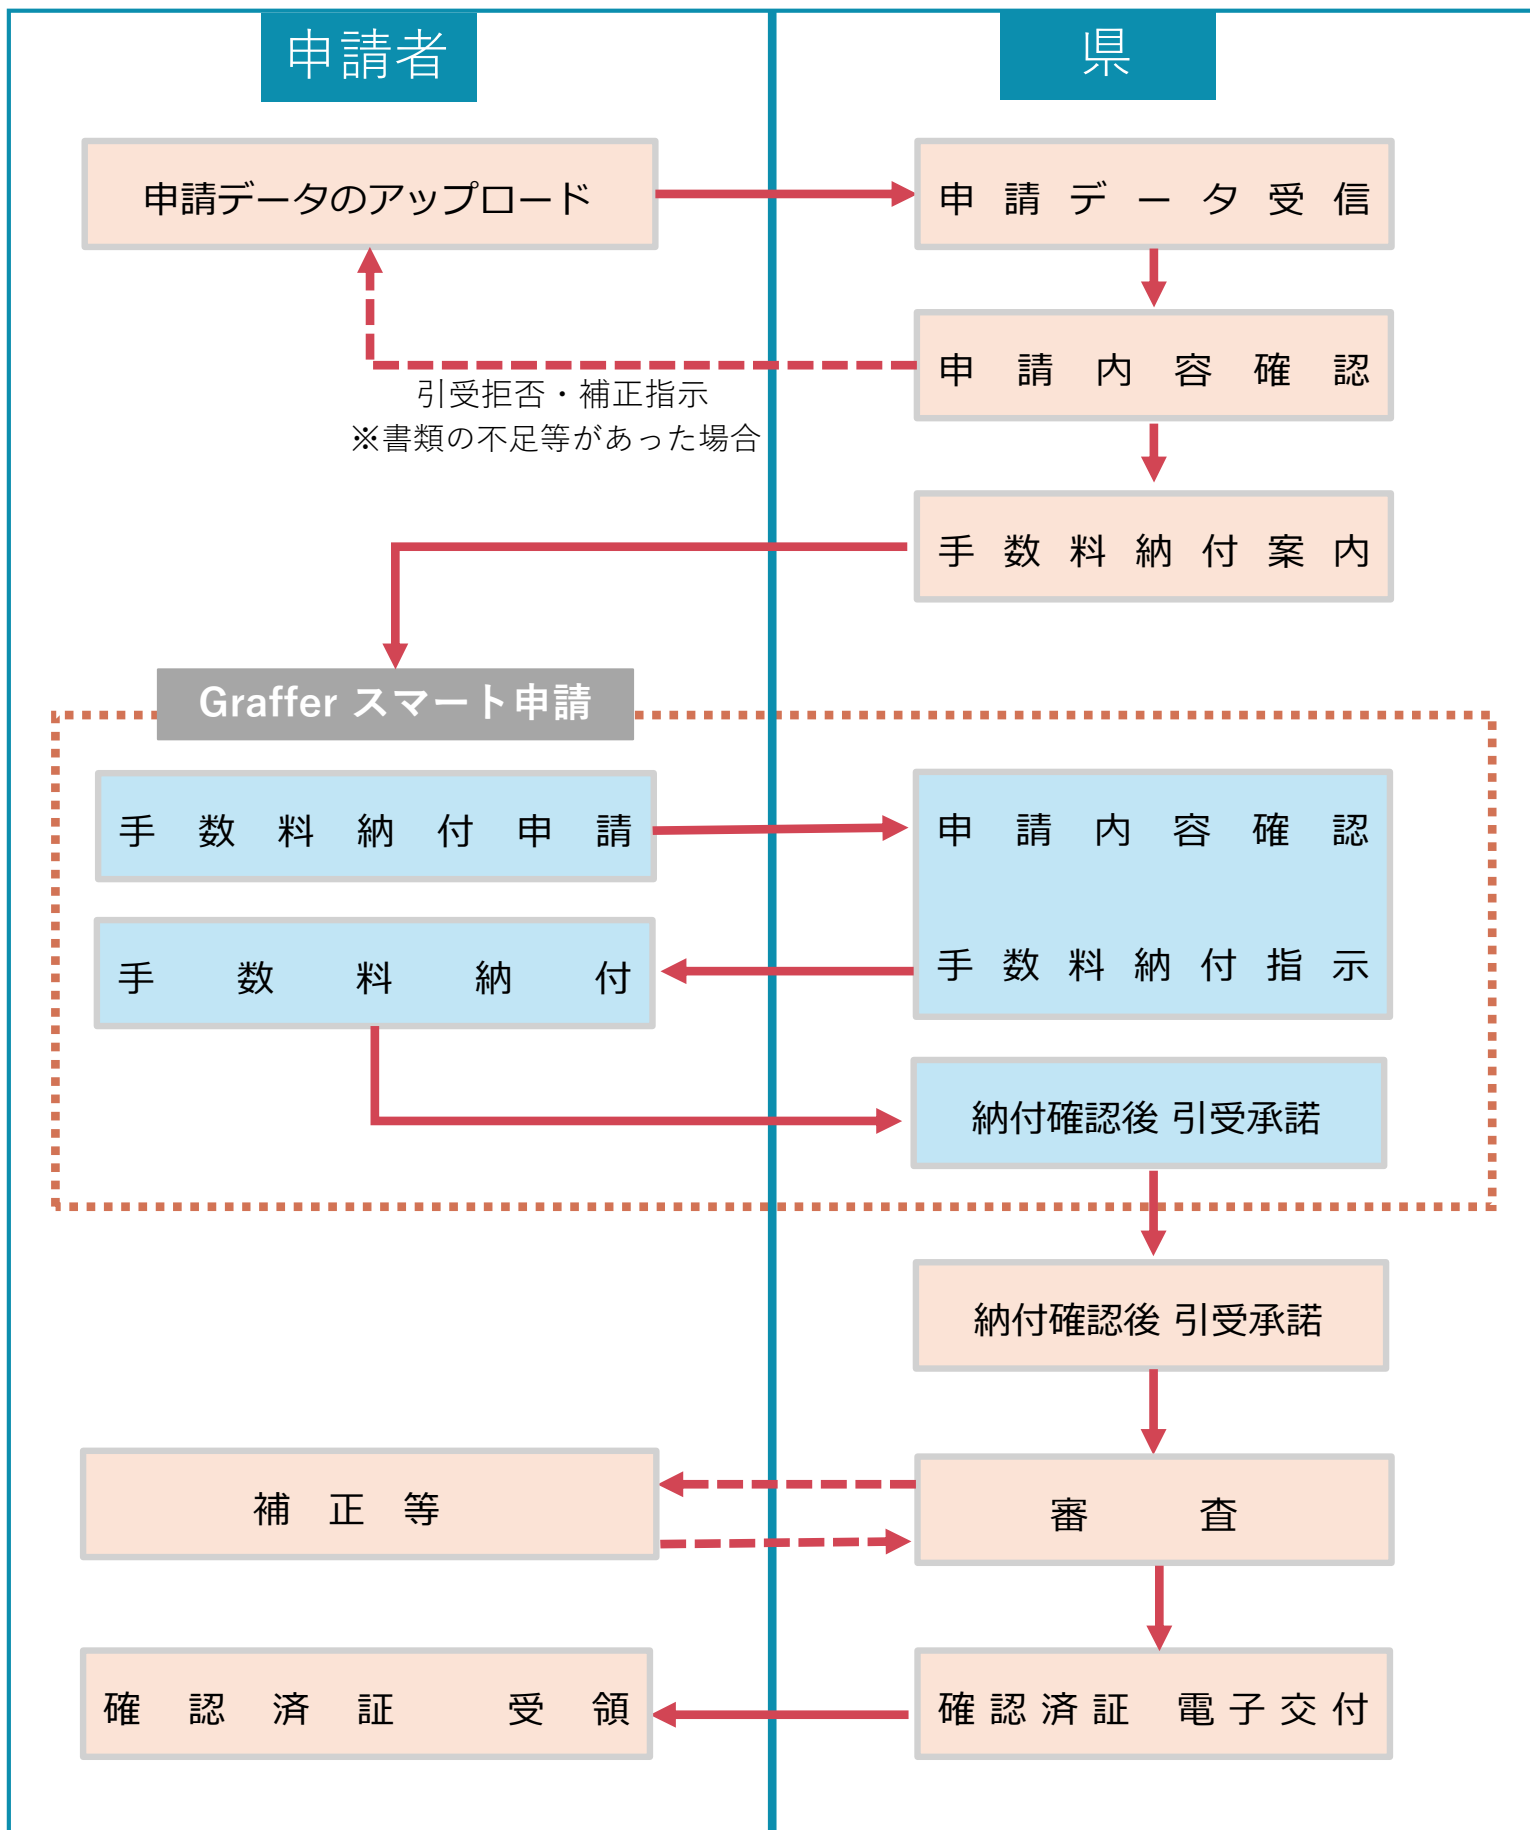 申請者
県
申請データのアップロード
申請データ受信
申請内容確認
引受拒否・補正指示
※書類の不足等があった場合
手数料納付案内
Graffer スマート申請
手数料納付申請
申請内容確認
手数料納付指示
手数料納付
納付確認後 引受承諾
納付確認後 引受承諾
補正等
審査
確認済証 受領
確認済証 電子交付